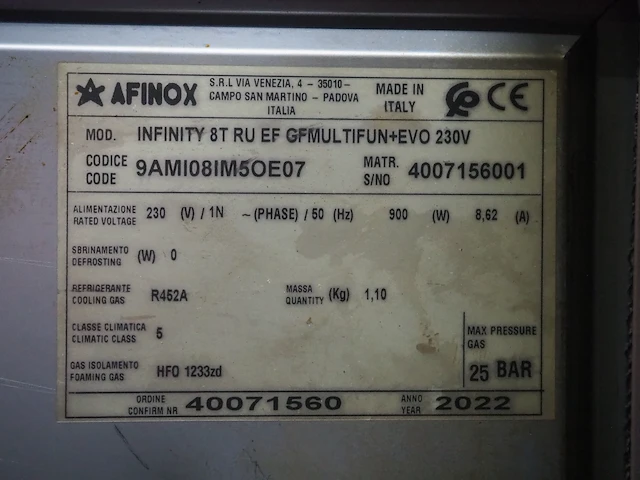 AFINOX
S.R.L VIA VENEZIA, 4 - 35010-
CAMPO SAN MARTINO - PADOVA
ITALIA
MADE IN
ITALY
CE
MOD. INFINITY 8T RU EF GFMULTIFUN+EVO 230V
CODICE
CODE
9AMI08IM5OE07
MATR.
S/NO
4007156001
ALIMENTAZIONE
RATED VOLTAGE
230 (V) / 1N ~ (PHASE) / 50 (Hz) 900 (W) 8,62 (A)
SBRINAMENTO
DEFROSTING
(W) 0
REFRIGERANTE
COOLING GAS
R452A
MASSA
QUANTITY
(Kg) 1,10
CLASSE CLIMATICA
CLIMATIC CLASS
5
MAX PRESSURE
GAS
25 BAR
GAS ISOLAMENTO
FOAMING GAS
HFO 1233zd
ORDINE
CONFIRM NR
40071560
ANNO
YEAR
2022